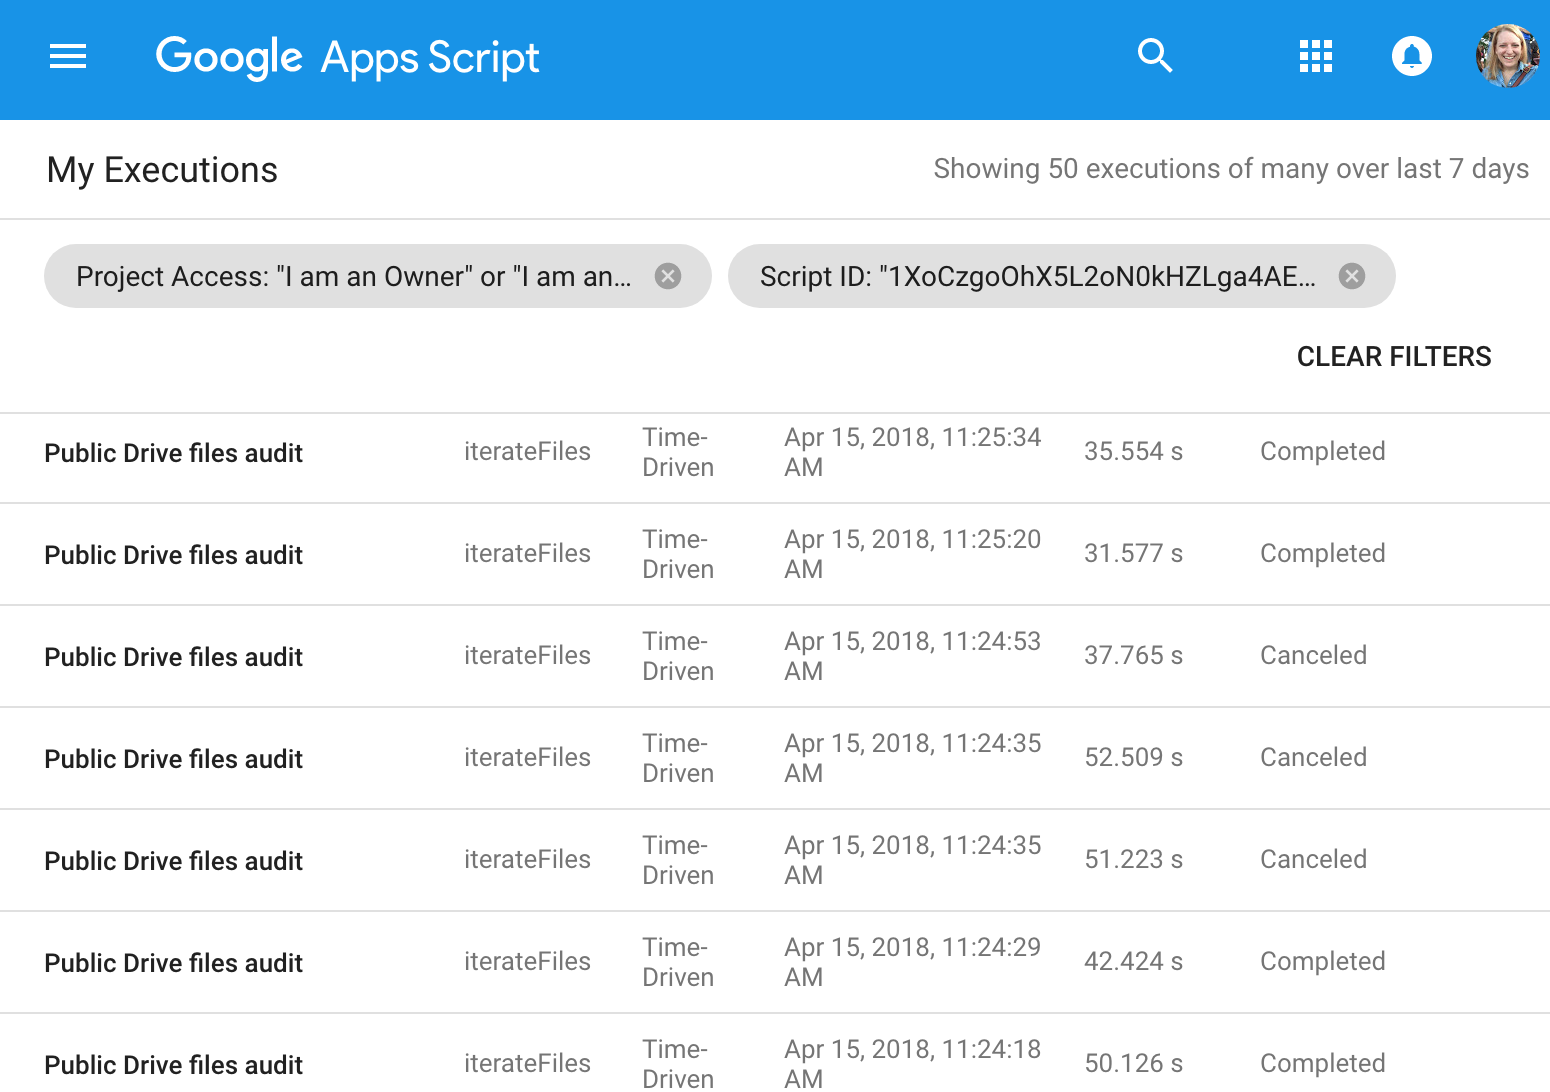 Google Apps Script
My Executions
Showing 50 executions of many over last 7 days
Project Access: "I am an Owner" or "I am an...
Script ID: "1XoCzgoOhX5L2oN0kHZLga4AE...
CLEAR FILTERS
Public Drive files audit iterateFiles Time-Driven Apr 15, 2018, 11:25:34 AM 35.554 s Completed
Public Drive files audit iterateFiles Time-Driven Apr 15, 2018, 11:25:20 AM 31.577 s Completed
Public Drive files audit iterateFiles Time-Driven Apr 15, 2018, 11:24:53 AM 37.765 s Canceled
Public Drive files audit iterateFiles Time-Driven Apr 15, 2018, 11:24:35 AM 52.509 s Canceled
Public Drive files audit iterateFiles Time-Driven Apr 15, 2018, 11:24:35 AM 51.223 s Canceled
Public Drive files audit iterateFiles Time-Driven Apr 15, 2018, 11:24:29 AM 42.424 s Completed
Public Drive files audit iterateFiles Time-Driven Apr 15, 2018, 11:24:18 AM 50.126 s Completed